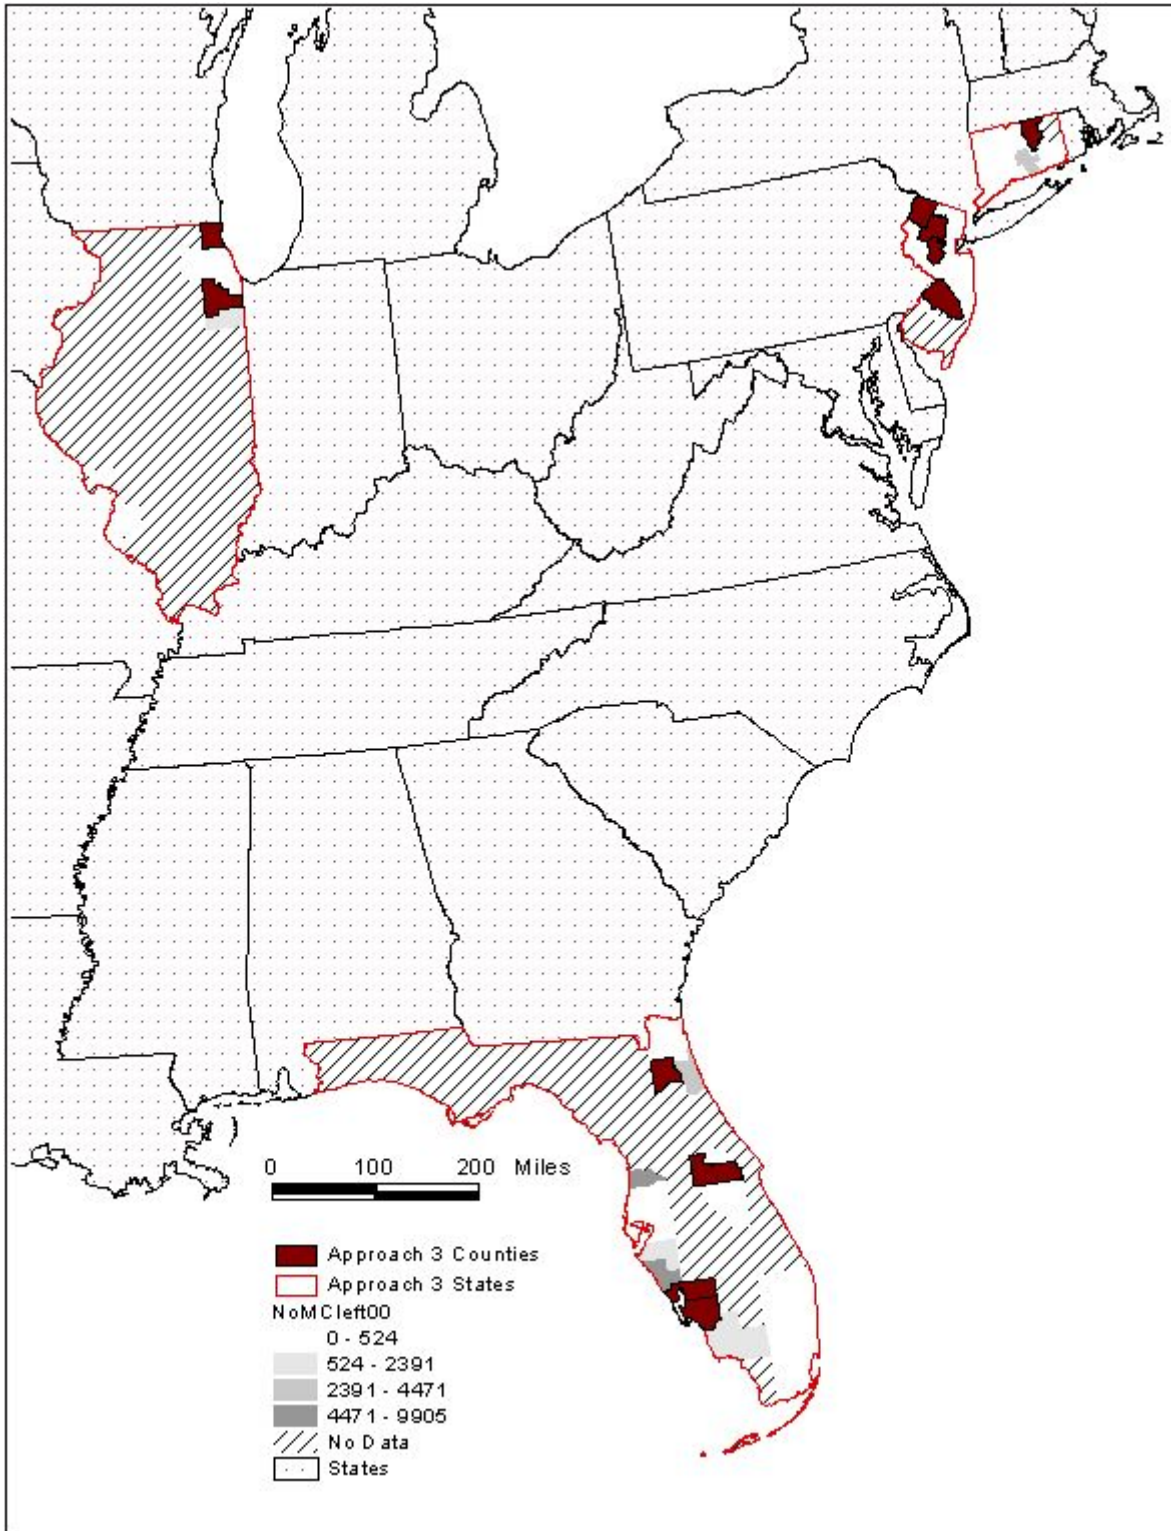 0 100 200 Miles
Approach 3 Counties
Approach 3 States
NoMCleft00
0 - 524
524 - 2391
2391 - 4471
4471 - 9905
No Data
States